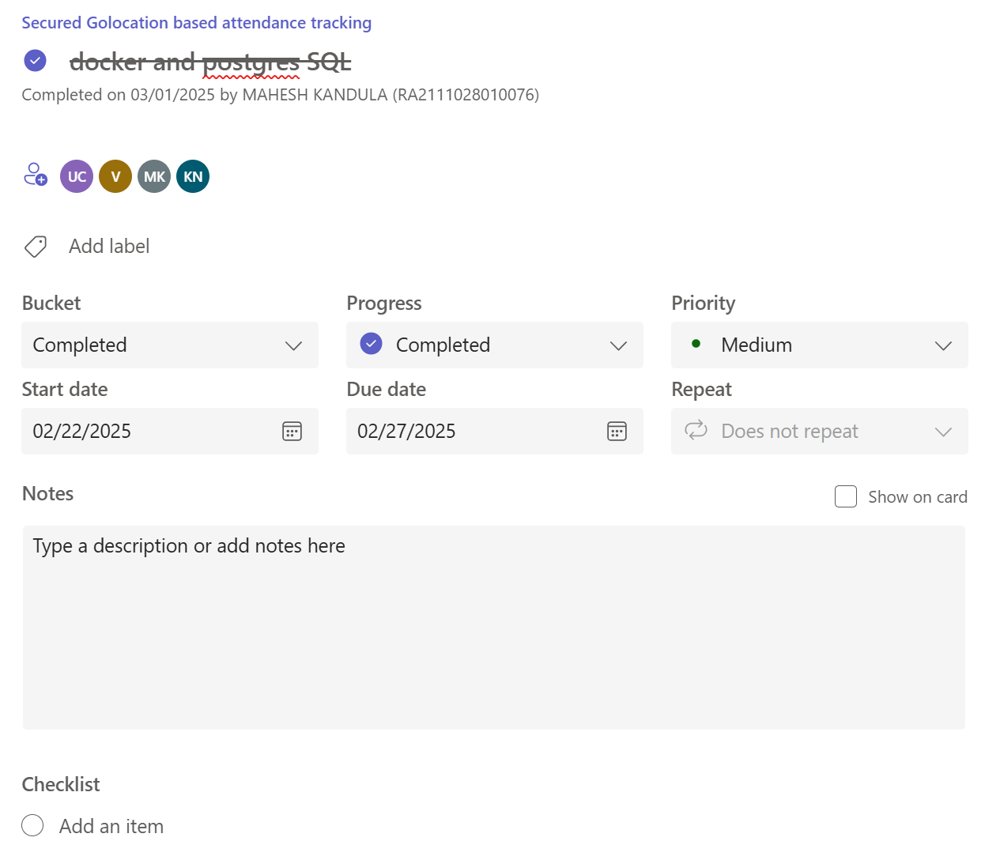 Secured Golocation based attendance tracking
docker and postgres SQL
Completed on 03/01/2025 by MAHESH KANDULA (RA2111028010076)
UC V MK KN
Add label
Bucket Progress Priority
Completed Completed Medium
Start date Due date Repeat
02/22/2025 02/27/2025 Does not repeat
Notes Show on card
Type a description or add notes here
Checklist
Add an item